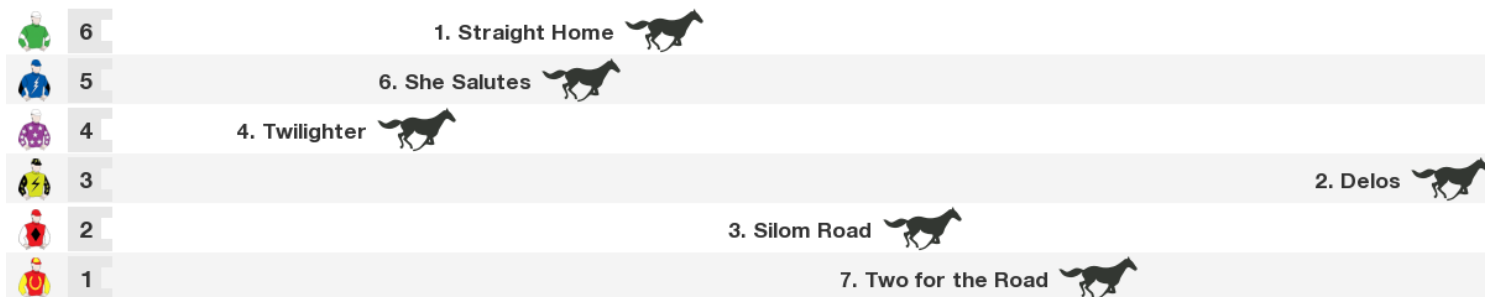 6 1. Straight Home
5 6. She Salutes
4 4. Twilighter
3 2. Delos
2 3. Silom Road
1 7. Two for the Road